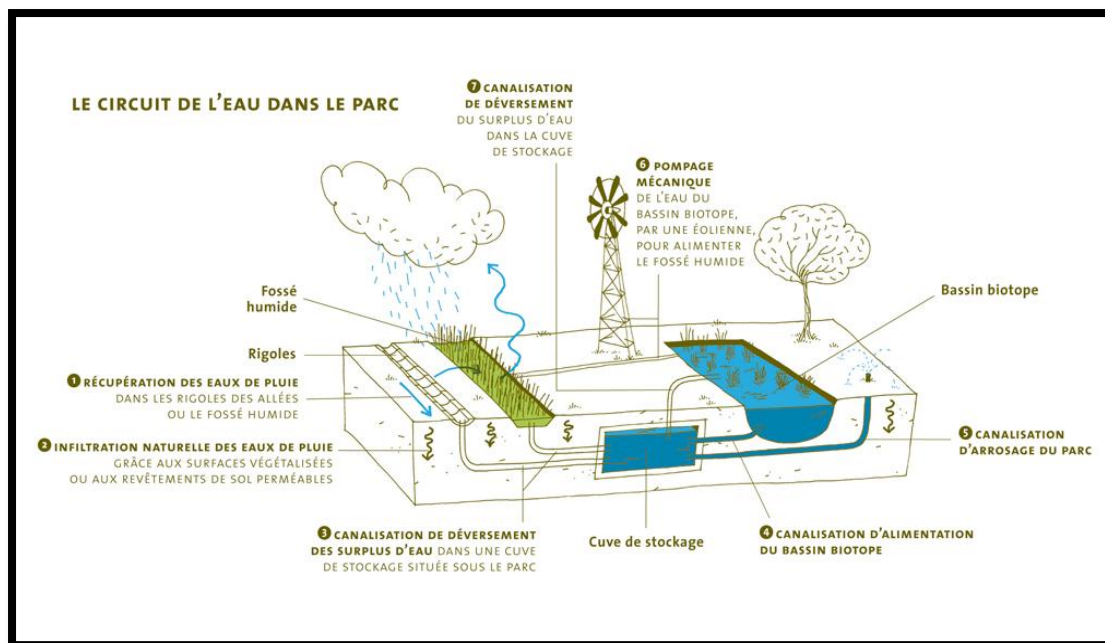 LE CIRCUIT DE L'EAU DANS LE PARC
7 CANALISATION
DE DÉVERSEMENT
DU SURPLUS D'EAU
DANS LA CUVE
DE STOCKAGE
6 POMPAGE
MÉCANIQUE
DE L'EAU DU
BASSIN BIOTOPE,
PAR UNE ÉOLIENNE,
POUR ALIMENTER
LE FOSSÉ HUMIDE
Fossé
humide
Bassin biotope
Rigoles
1 RÉCUPÉRATION DES EAUX DE PLUIE
DANS LES RIGOLES DES ALLÉES
OU LE FOSSÉ HUMIDE
2 INFILTRATION NATURELLE DES EAUX DE PLUIE
GRÂCE AUX SURFACES VÉGÉTALISÉES
OU AUX REVÊTEMENTS DE SOL PERMÉABLES
5 CANALISATION
D'ARROSAGE DU PARC
3 CANALISATION DE DÉVERSEMENT
DES SURPLUS D'EAU DANS UNE CUVE
DE STOCKAGE SITUÉE SOUS LE PARC
Cuve de stockage
4 CANALISATION D'ALIMENTATION
DU BASSIN BIOTOPE